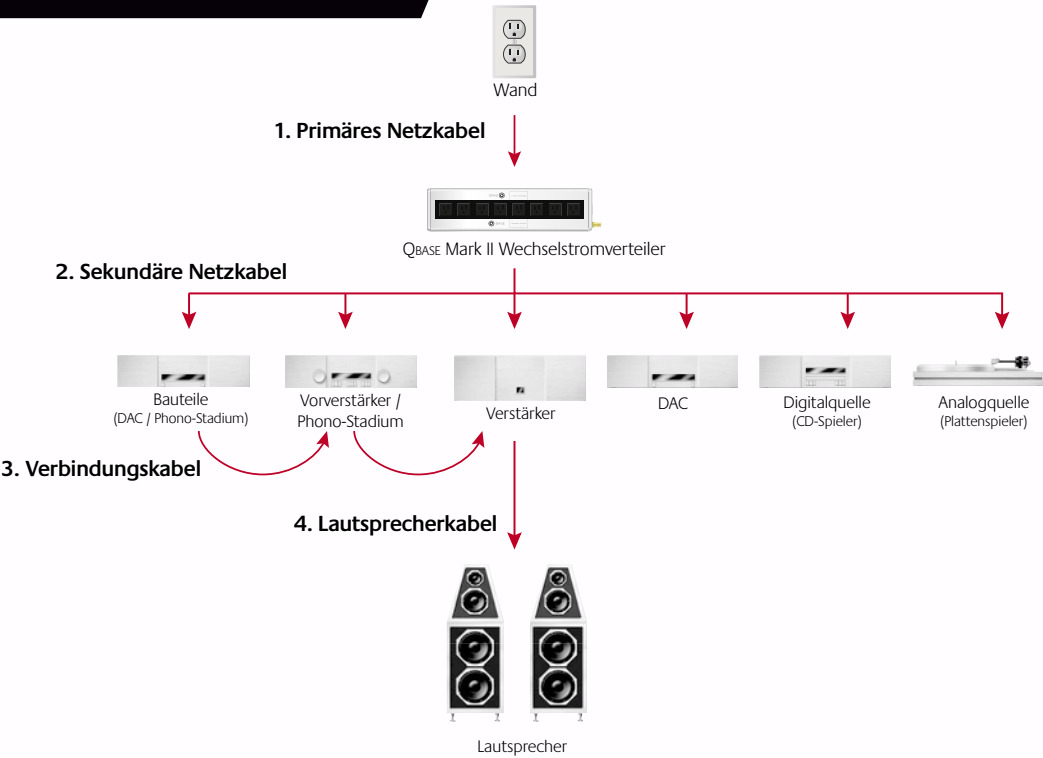 Wand
1. Primäres Netzkabel
QBASE Mark II Wechselstromverteiler
2. Sekundäre Netzkabel
Bauteile
(DAC / Phono-Stadium)
Vorverstärker /
Phono-Stadium
Verstärker
DAC
Digitalquelle
(CD-Spieler)
Analogquelle
(Plattenspieler)
3. Verbindungskabel
4. Lautsprecherkabel
Lautsprecher